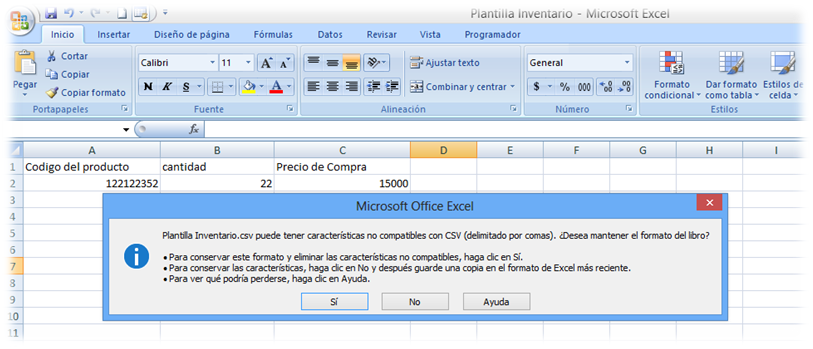 Plantilla Inventario - Microsoft Excel
Inicio Insertar Diseño de página Fórmulas Datos Revisar Vista Programador
Pegar
Cortar
Copiar
Copiar formato
Portapapeles
Calibri 11 A A
N K S A
Fuente
Ajustar texto
Combinar y centrar
Alineación
General
$ % 000
Número
Formato condicional
Dar formato como tabla
Estilos de celda
Estilos
fx
A B C D E F G H I
1 Codigo del producto cantidad Precio de Compra
2 122122352 22 15000
3
4
5
6
7
8
9
10
11
Microsoft Office Excel
Plantilla Inventario.csv puede tener características no compatibles con CSV (delimitado por comas). ¿Desea mantener el formato del libro?
• Para conservar este formato y eliminar las características no compatibles, haga clic en Sí.
• Para conservar las características, haga clic en No y después guarde una copia en el formato de Excel más reciente.
• Para ver qué podría perderse, haga clic en Ayuda.
Sí No Ayuda